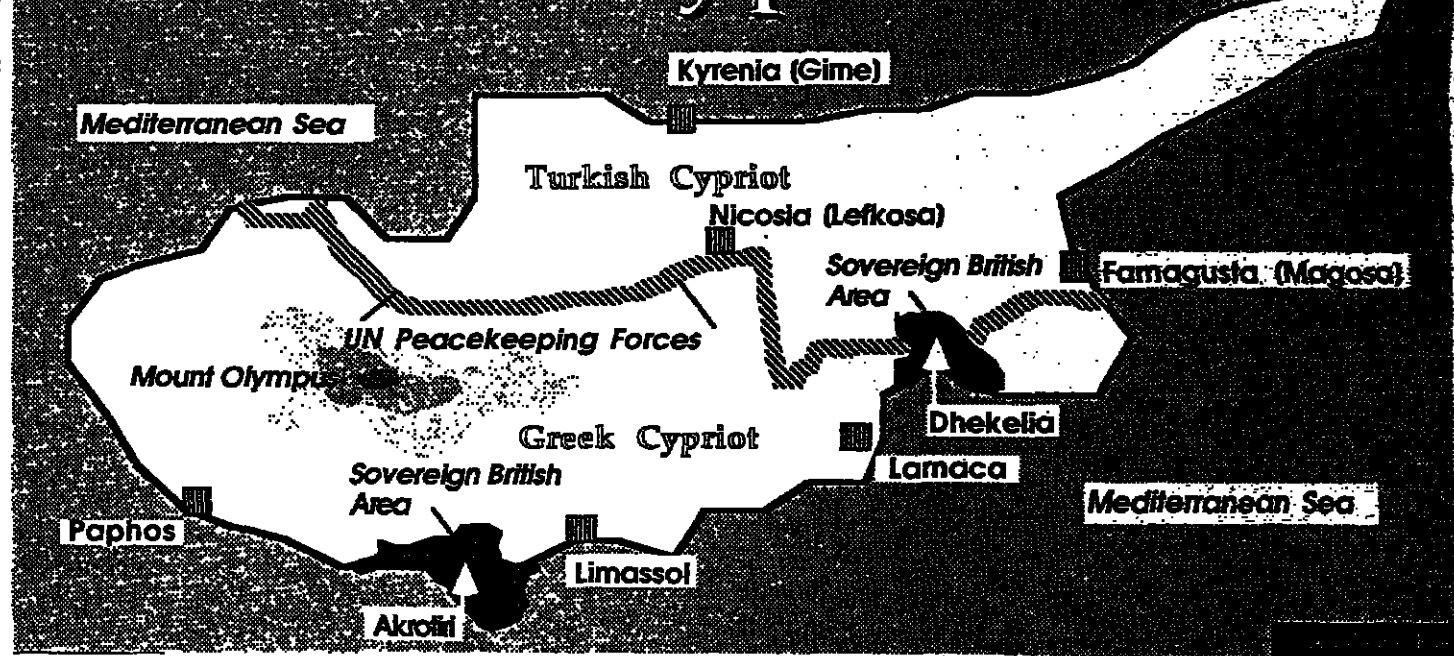 Kyrenia (Girne)
Mediterranean Sea
Turkish Cypriot
Nicosia (Lefkosa)
Sovereign British
Area
Famagusta (Magosa)
UN Peacekeeping Forces
Mount Olympus
Dhekelia
Greek Cypriot
Larnaca
Sovereign British
Area
Mediterranean Sea
Paphos
Limassol
Akrotiri